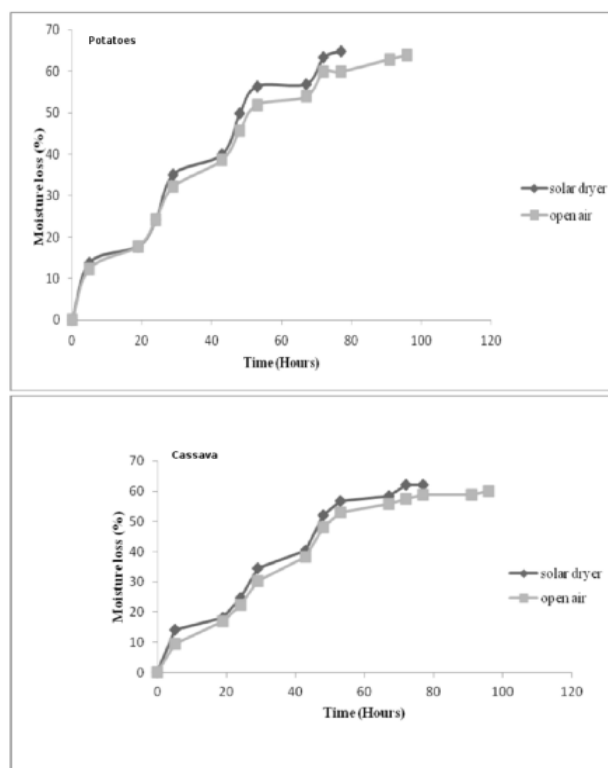 Potatoes
70
60
50
40
30
20
10
0
Moisture loss (%)
0 20 40 60 80 100 120
Time (Hours)
solar dryer
open air
Cassava
70
60
50
40
30
20
10
0
Moisture loss (%)
0 20 40 60 80 100 120
Time (Hours)
solar dryer
open air